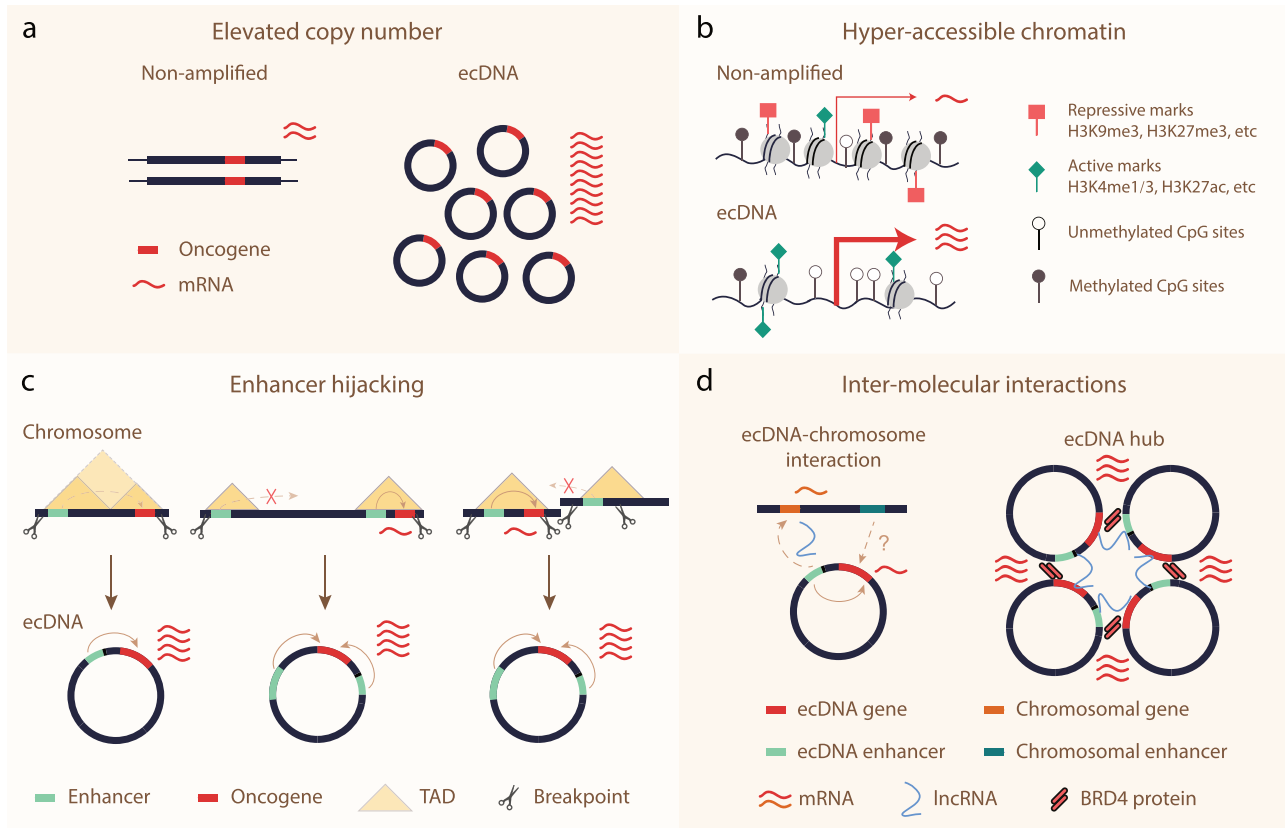 a
Elevated copy number
Non-amplified
ecDNA
Oncogene
mRNA
b
Hyper-accessible chromatin
Non-amplified
Repressive marks
H3K9me3, H3K27me3, etc
Active marks
H3K4me1/3, H3K27ac, etc
ecDNA
Unmethylated CpG sites
Methylated CpG sites
c
Enhancer hijacking
Chromosome
X
X
ecDNA
Enhancer
Oncogene
TAD
Breakpoint
d
Inter-molecular interactions
ecDNA-chromosome
interaction
ecDNA hub
?
ecDNA gene
Chromosomal gene
ecDNA enhancer
Chromosomal enhancer
mRNA
lncRNA
BRD4 protein